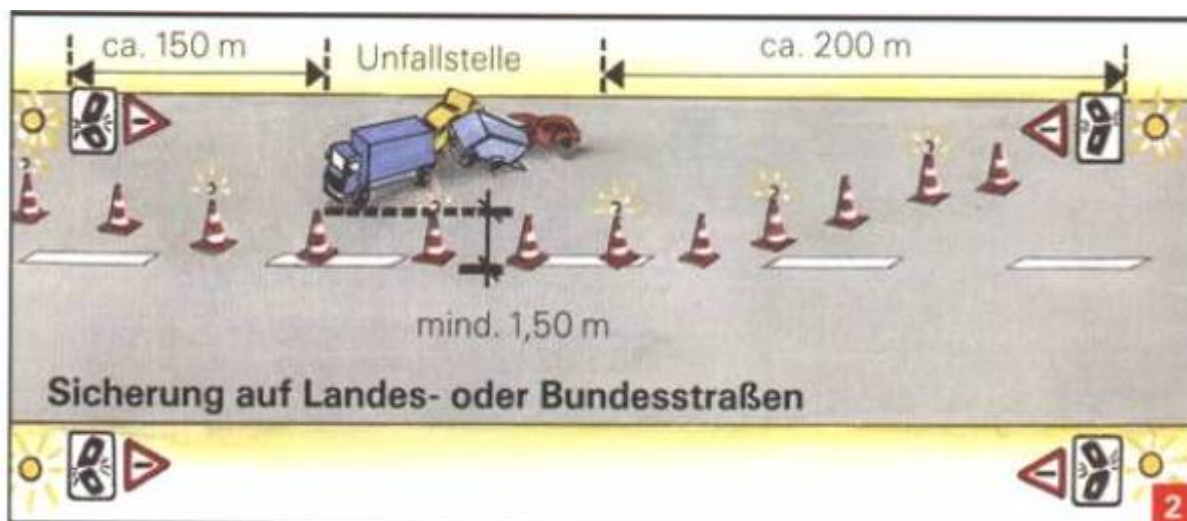 ca. 150 m
Unfallstelle
ca. 200 m
mind. 1,50 m
Sicherung auf Landes- oder Bundesstraßen
2